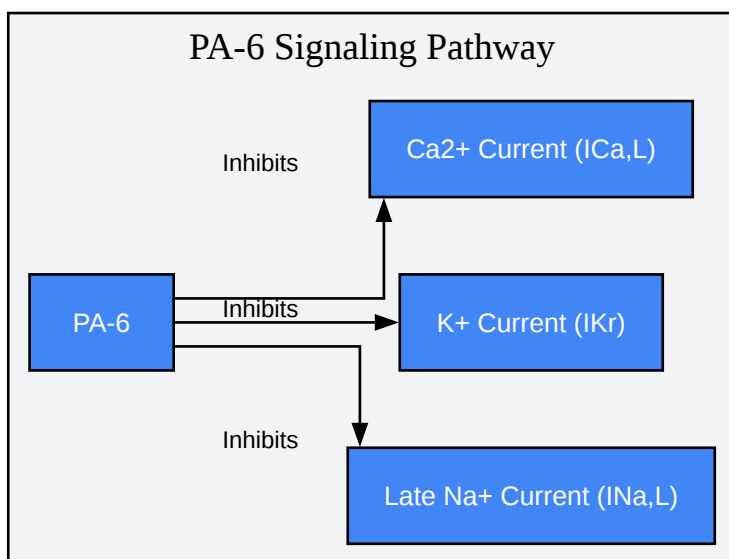 PA-6 Signaling Pathway
Inhibits
Ca2+ Current (ICa,L)
PA-6
Inhibits
K+ Current (IKr)
Inhibits
Late Na+ Current (INa,L)